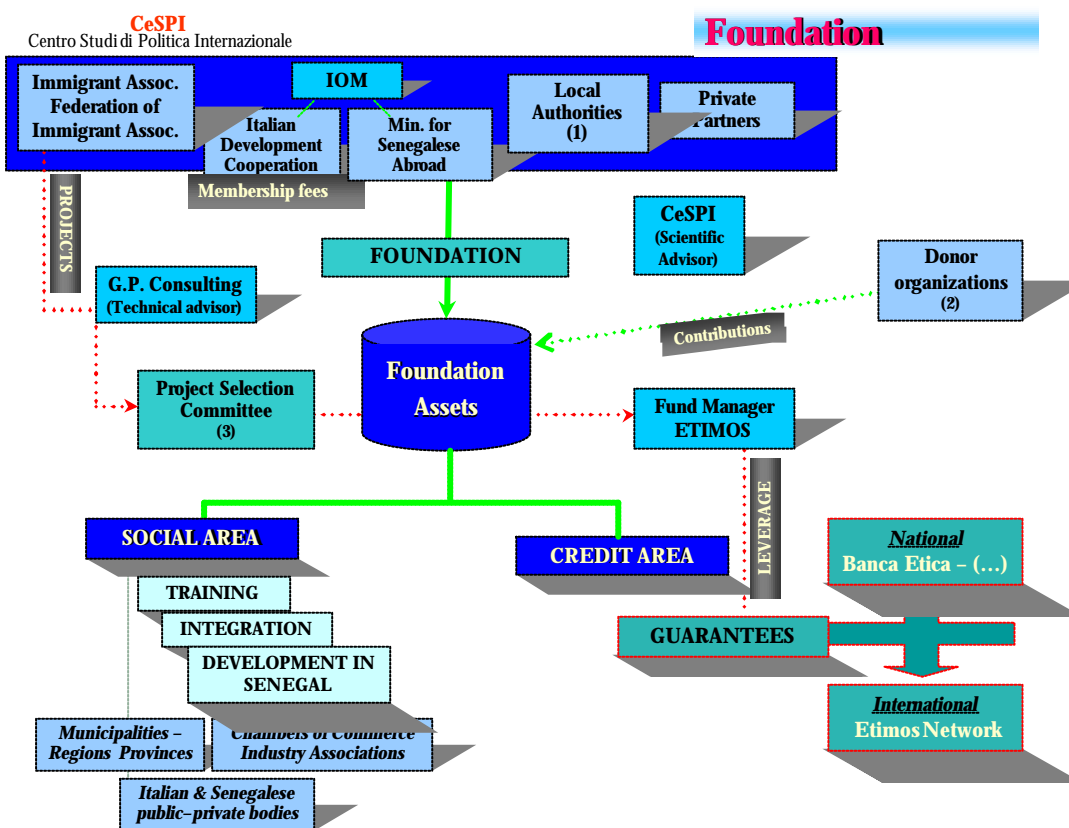 CeSPI
Centro Studi di Politica Internazionale
Foundation
Immigrant Assoc.
Federation of
Immigrant Assoc.
IOM
Italian
Development
Cooperation
Min. for
Senegalese
Abroad
Local
Authorities
(1)
Private
Partners
Membership fees
PROJECTS
FOUNDATION
CeSPI
(Scientific
Advisor)
Donor
organizations
(2)
G.P. Consulting
(Technical advisor)
Contributions
Foundation
Assets
Project Selection
Committee
(3)
Fund Manager
ETIMOS
LEVERAGE
SOCIAL AREA
CREDIT AREA
National
Banca Etica – (…)
TRAINING
INTEGRATION
DEVELOPMENT IN
SENEGAL
GUARANTEES
International
Etimos Network
Municipalities –
Regions Provinces
Chambers of Commerce
Industry Associations
Italian & Senegalese
public–private bodies